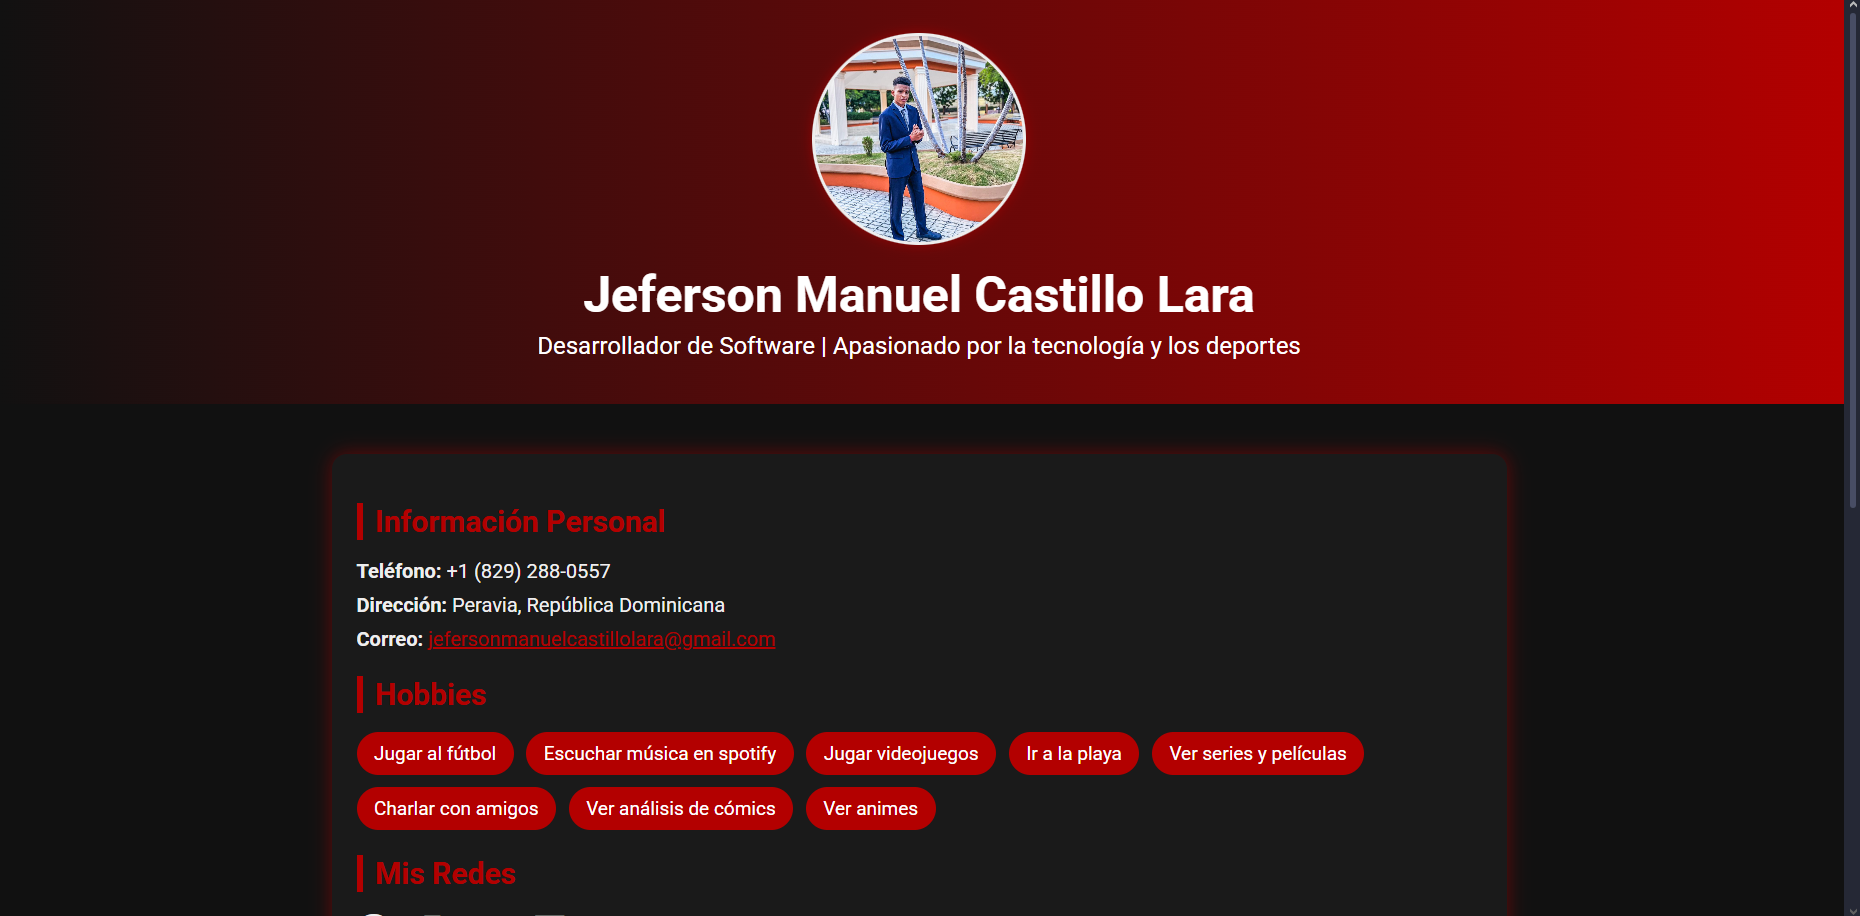 Jeferson Manuel Castillo Lara
Desarrollador de Software | Apasionado por la tecnología y los deportes
Información Personal
Teléfono: +1 (829) 288-0557
Dirección: Peravia, República Dominicana
Correo: jefersonmanuelcastillolara@gmail.com
Hobbies
Jugar al fútbol Escuchar música en spotify Jugar videojuegos Ir a la playa Ver series y películas
Charlar con amigos Ver análisis de cómics Ver animes
Mis Redes